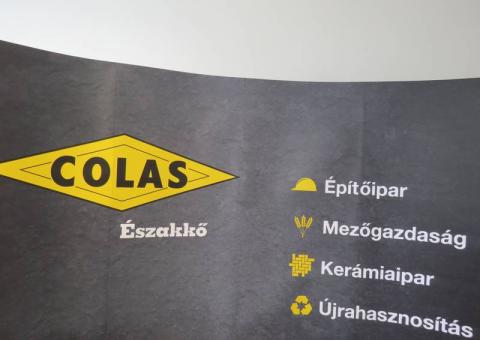 COLAS
Északkő
Építőipar
Mezőgazdaság
Kerámiaipar
Újrahasznosítás